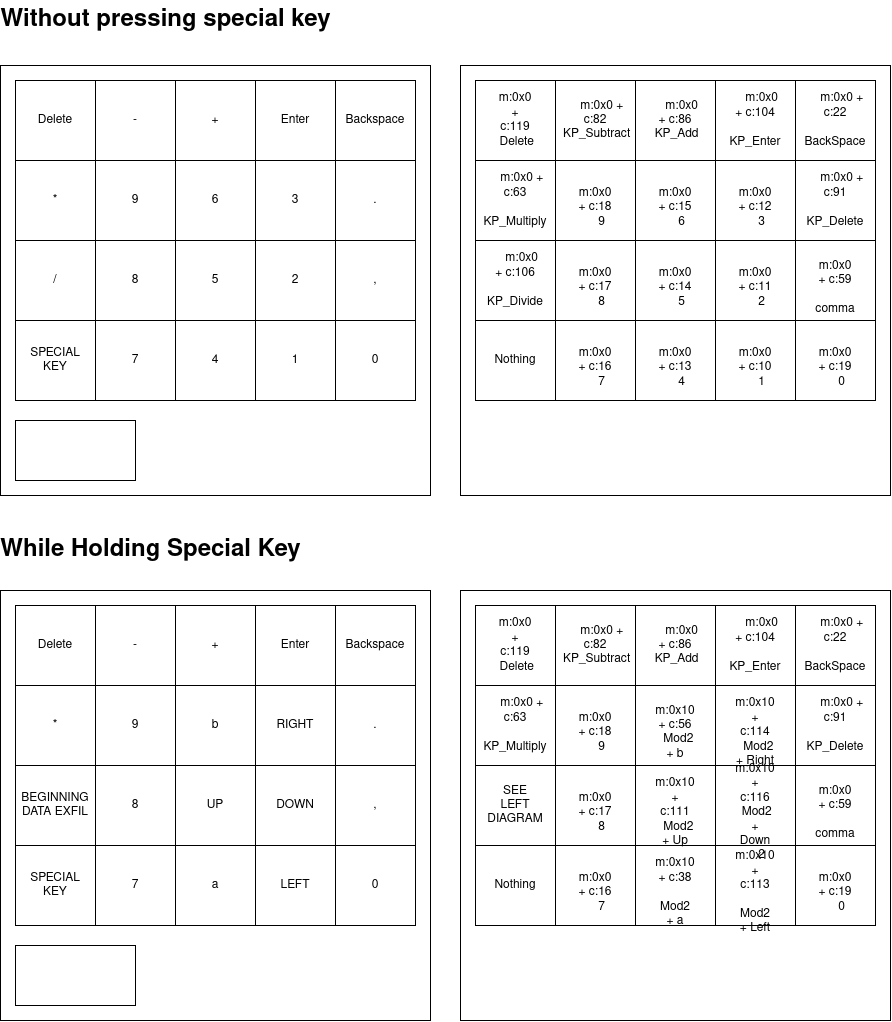 Without pressing special key
Delete
-
+
Enter
Backspace
*
9
6
3
.
/
8
5
2
,
SPECIAL
KEY
7
4
1
0
m:0x0
+
c:119
Delete
m:0x0 +
c:82
KP_Subtract
m:0x0
+ c:86
KP_Add
m:0x0
+ c:104
KP_Enter
m:0x0 +
c:22
BackSpace
m:0x0 +
c:63
KP_Multiply
m:0x0
+ c:18
9
m:0x0
+ c:15
6
m:0x0
+ c:12
3
m:0x0 +
c:91
KP_Delete
m:0x0
+ c:106
KP_Divide
m:0x0
+ c:17
8
m:0x0
+ c:14
5
m:0x0
+ c:11
2
m:0x0
+ c:59
comma
Nothing
m:0x0
+ c:16
7
m:0x0
+ c:13
4
m:0x0
+ c:10
1
m:0x0
+ c:19
0
While Holding Special Key
Delete
-
+
Enter
Backspace
*
9
b
RIGHT
.
BEGINNING
DATA EXFIL
8
UP
DOWN
,
SPECIAL
KEY
7
a
LEFT
0
m:0x0
+
c:119
Delete
m:0x0 +
c:82
KP_Subtract
m:0x0
+ c:86
KP_Add
m:0x0
+ c:104
KP_Enter
m:0x0 +
c:22
BackSpace
m:0x0 +
c:63
KP_Multiply
m:0x0
+ c:18
9
m:0x10
+ c:56
Mod2
+ b
m:0x10
+
c:114
Mod2
+ Right
m:0x0 +
c:91
KP_Delete
SEE
LEFT
DIAGRAM
m:0x0
+ c:17
8
m:0x10
+
c:111
Mod2
+ Up
m:0x10
+
c:116
Mod2
+
Down
2
m:0x0
+ c:59
comma
Nothing
m:0x0
+ c:16
7
m:0x10
+ c:38
Mod2
+ a
m:0x10
+
c:113
Mod2
+ Left
m:0x0
+ c:19
0